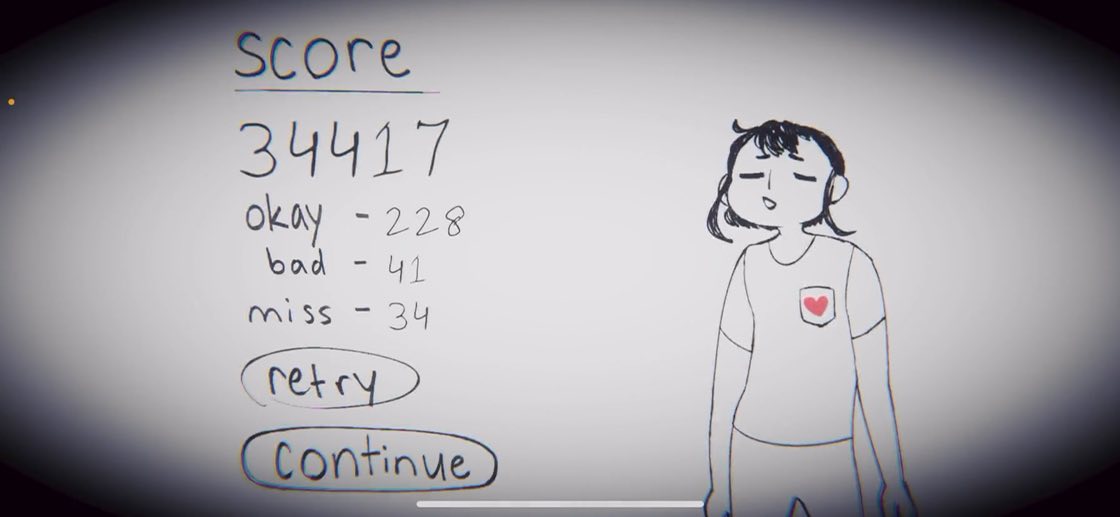 score
34417
okay - 228
bad - 41
miss - 34
retry
continue